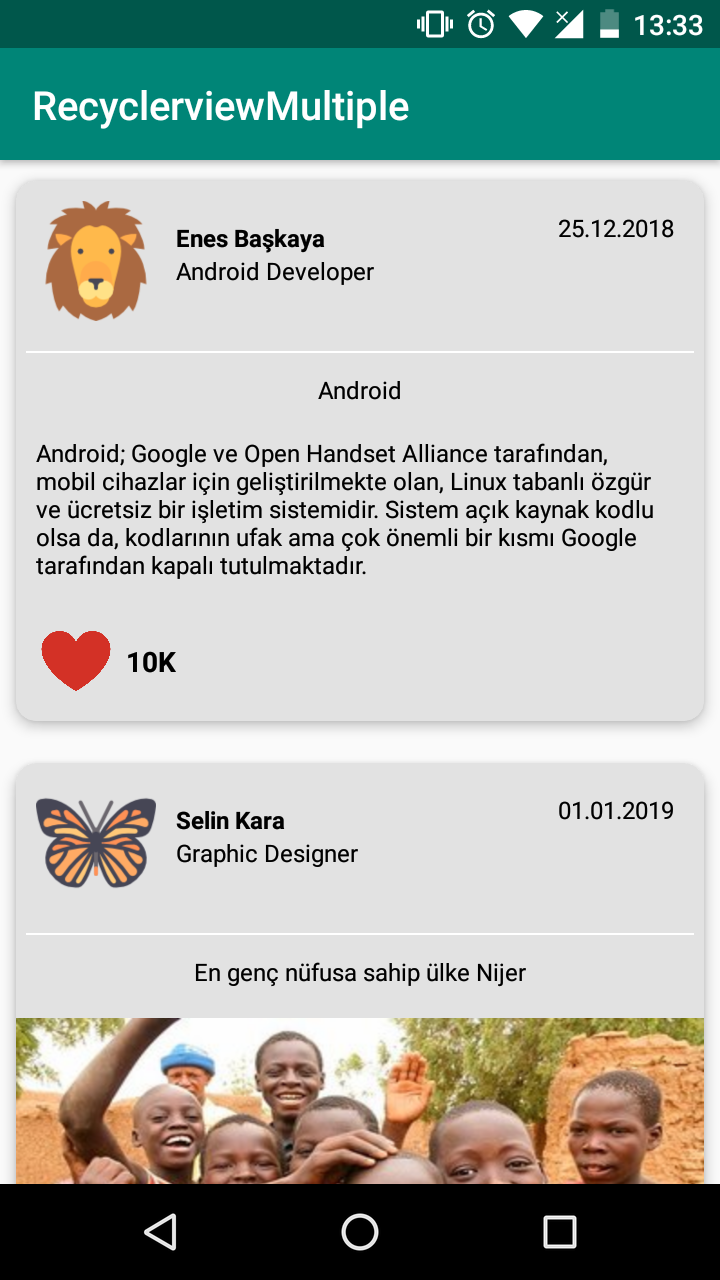 13:33
RecyclerviewMultiple
Enes Başkaya
25.12.2018
Android Developer
Android
Android; Google ve Open Handset Alliance tarafından,
mobil cihazlar için geliştirilmekte olan, Linux tabanlı özgür
ve ücretsiz bir işletim sistemidir. Sistem açık kaynak kodlu
olsa da, kodlarının ufak ama çok önemli bir kısmı Google
tarafından kapalı tutulmaktadır.
10K
Selin Kara
01.01.2019
Graphic Designer
En genç nüfusa sahip ülke Nijer